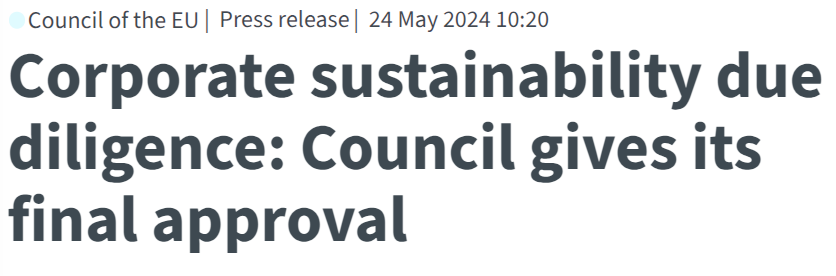 Council of the EU | Press release | 24 May 2024 10:20
Corporate sustainability due
diligence: Council gives its
final approval